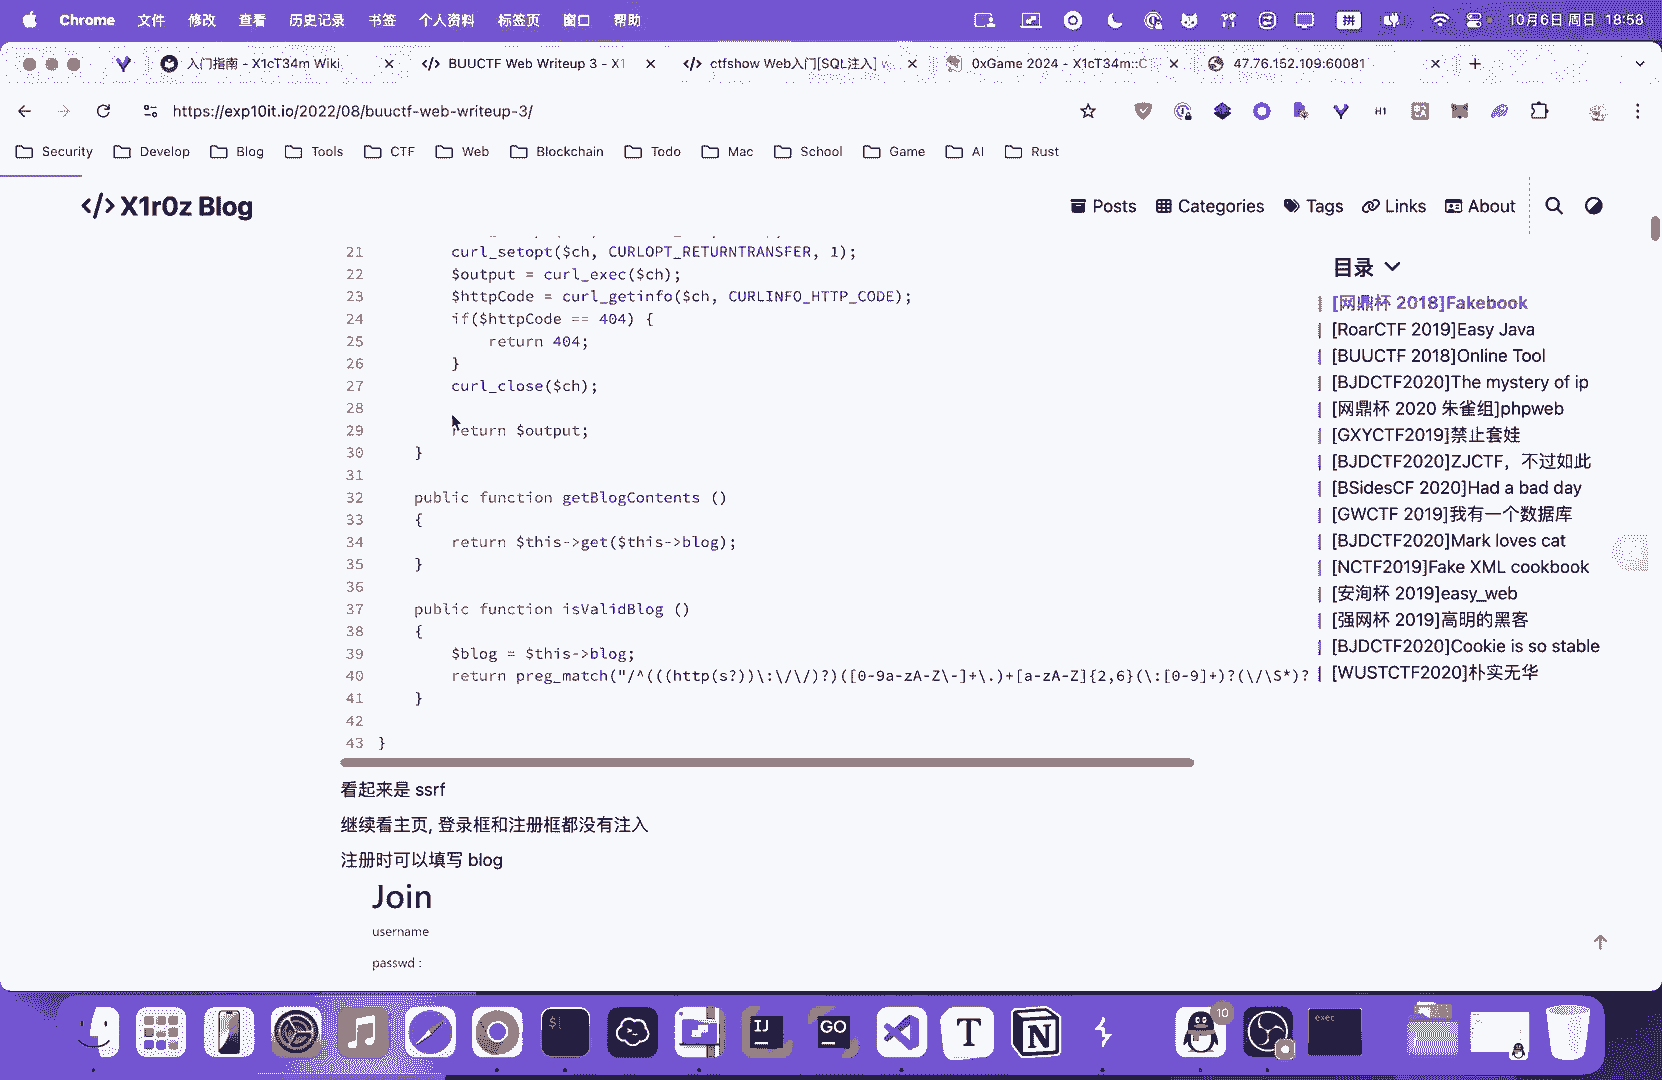 Chrome 文件 修改 查看 历史记录 书签 个人资料 标签页 窗口 帮助 拼 10月6日 周日 18:58
入门指南 - X1cT34m Wiki
BUUCTF Web Writeup 3 - X1
ctfshow Web入门[SQL注入] w
0xGame 2024 - X1cT34m::C
47.76.152.109:60081
https://exp10it.io/2022/08/buuctf-web-writeup-3/
H1
Security Develop Blog Tools CTF Web Blockchain Todo Mac School Game AI Rust
</> X1r0z Blog
Posts Categories Tags Links About
21 curl_setopt($ch, CURLOPT_RETURNTRANSFER, 1);
22 $output = curl_exec($ch);
23 $httpCode = curl_getinfo($ch, CURLINFO_HTTP_CODE);
24 if($httpCode == 404) {
25 return 404;
26 }
27 curl_close($ch);
28
29 return $output;
30 }
31
32 public function getBlogContents ()
33 {
34 return $this->get($this->blog);
35 }
36
37 public function isValidBlog ()
38 {
39 $blog = $this->blog;
40 return preg_match("/^(((http(s?))\:\/\/)?)([0-9a-zA-Z\-]+\.)+[a-zA-Z]{2,6}(\:[0-9]+)?(\/\S*)?
41 }
42
43 }
看起来是 ssrf
继续看主页, 登录框和注册框都没有注入
注册时可以填写 blog
Join
username
passwd :
目录
[网鼎杯 2018]Fakebook
[RoarCTF 2019]Easy Java
[BUUCTF 2018]Online Tool
[BJDCTF2020]The mystery of ip
[网鼎杯 2020 朱雀组]phpweb
[GXYCTF2019]禁止套娃
[BJDCTF2020]ZJCTF，不过如此
[BSidesCF 2020]Had a bad day
[GWCTF 2019]我有一个数据库
[BJDCTF2020]Mark loves cat
[NCTF2019]Fake XML cookbook
[安洵杯 2019]easy_web
[强网杯 2019]高明的黑客
[BJDCTF2020]Cookie is so stable
[WUSTCTF2020]朴实无华
$
IJ
GO
T
N
10
exec